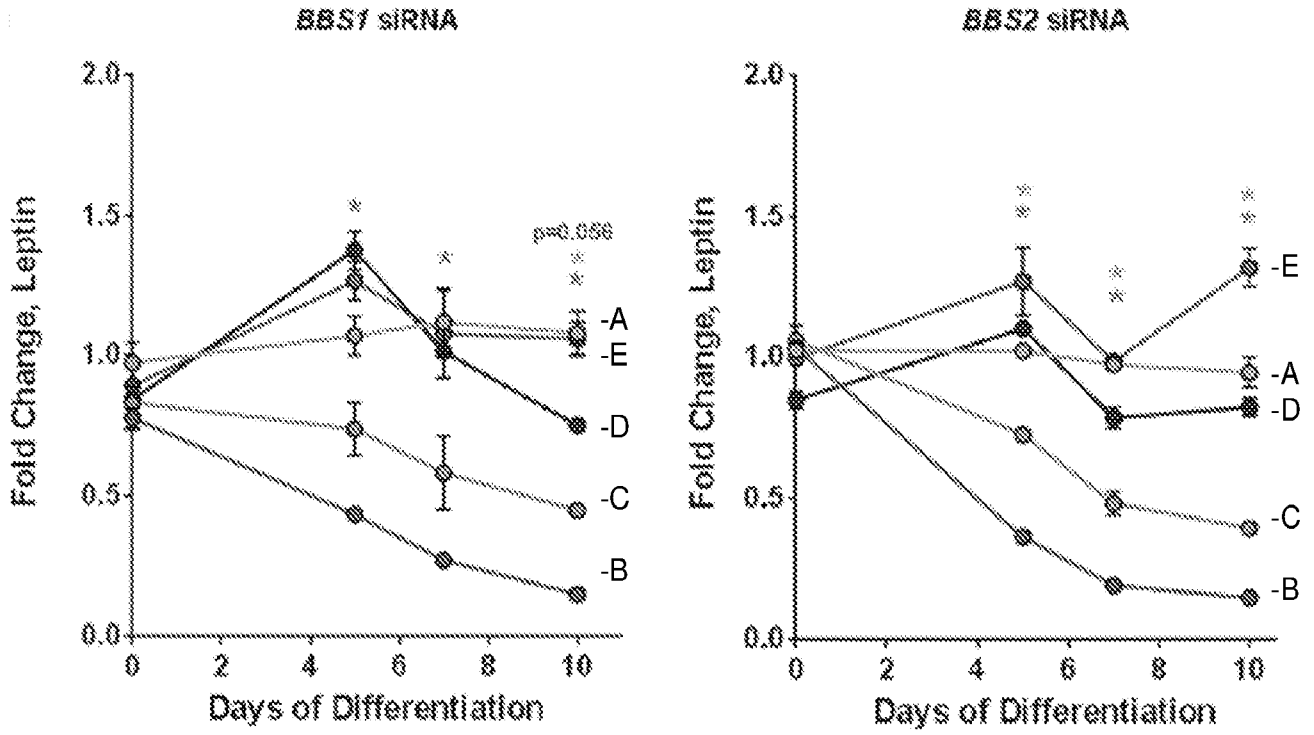 BBS1 siRNA
2.0
1.5
1.0
0.5
0.0
Fold Change, Leptin
*
*
p=0.056
*
*
-A
-E
-D
-C
-B
0 2 4 6 8 10
Days of Differentiation
BBS2 siRNA
2.0
1.5
1.0
0.5
0.0
Fold Change, Leptin
*
*
*
*
*
*
-E
-A
-D
-C
-B
0 2 4 6 8 10
Days of Differentiation